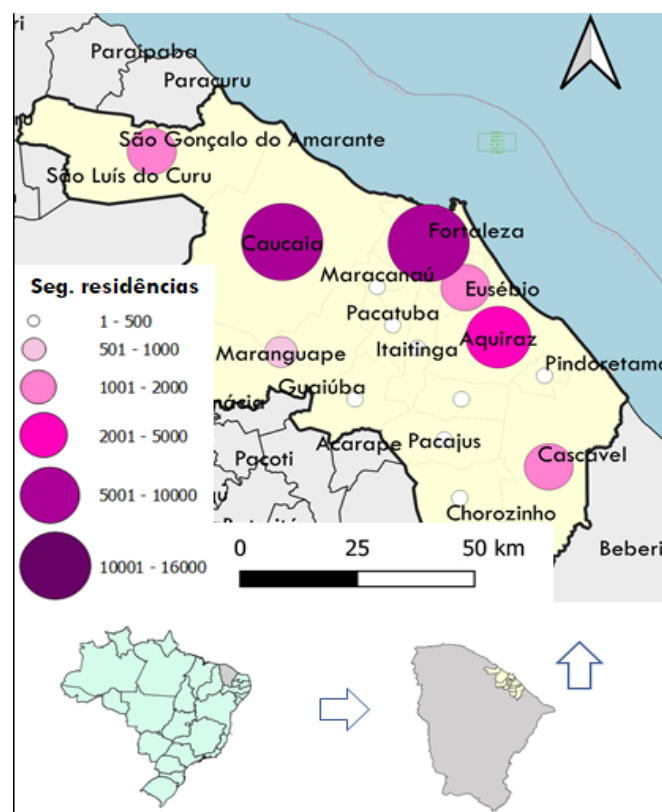 Paraipaba
Paracuru
São Gonçalo do Amarante
São Luís do Curu
Caucaia
Fortaleza
Maracanaú
Eusébio
Pacatuba
Aquiraz
Itaitinga
Maranguape
Pindoretama
Guaiúba
Acarape
Pacajus
Cascavel
Pacoti
Chorozinho
Beberi
Seg. residências
1 - 500
501 - 1000
1001 - 2000
2001 - 5000
5001 - 10000
10001 - 16000
0 25 50 km